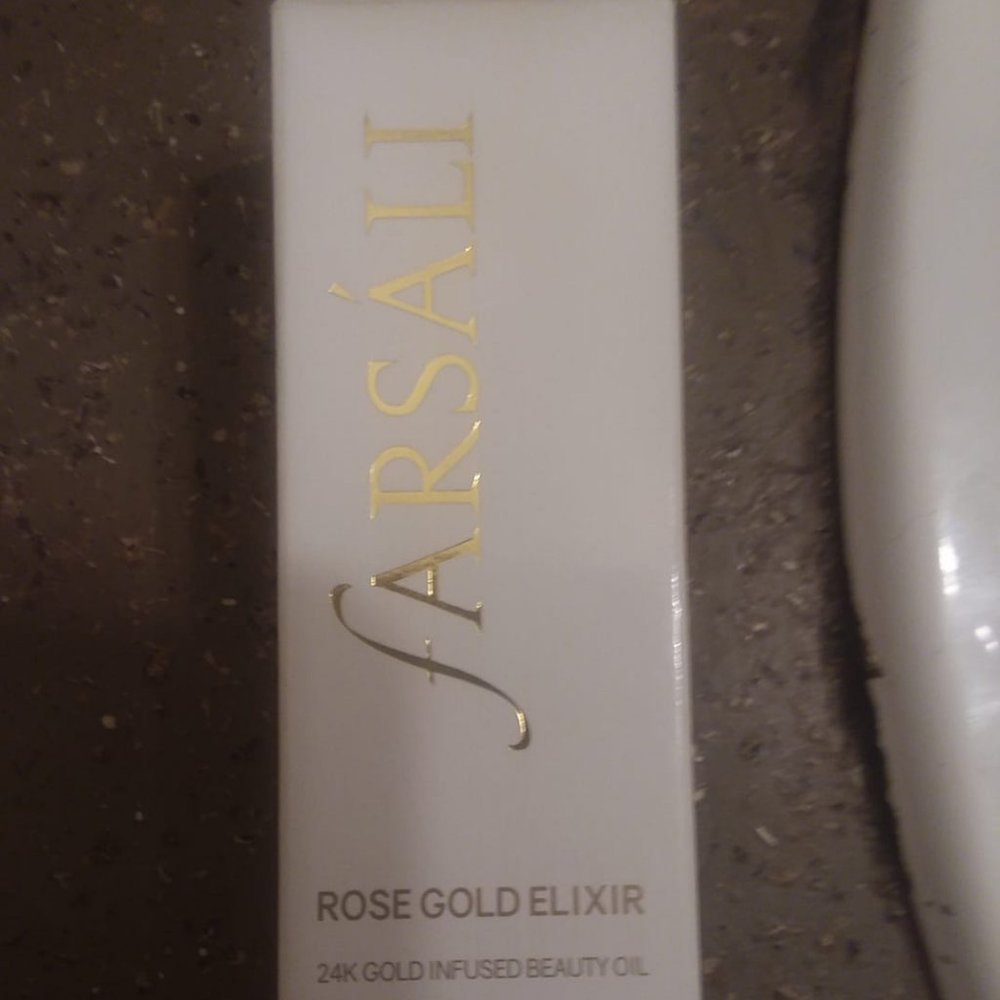 fARSÁLI
ROSE GOLD ELIXIR
24K GOLD INFUSED BEAUTY OIL